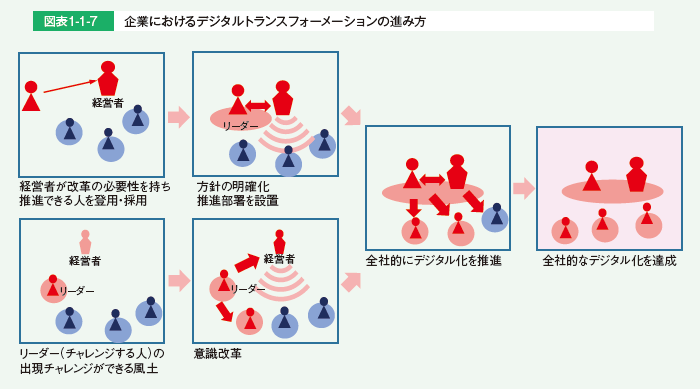 図表1-1-7 企業におけるデジタルトランスフォーメーションの進み方
経営者
経営者が改革の必要性を持ち
推進できる人を登用・採用
リーダー
方針の明確化
推進部署を設置
経営者
リーダー
リーダー(チャレンジする人)の
出現チャレンジができる風土
経営者
リーダー
意識改革
全社的にデジタル化を推進
全社的なデジタル化を達成